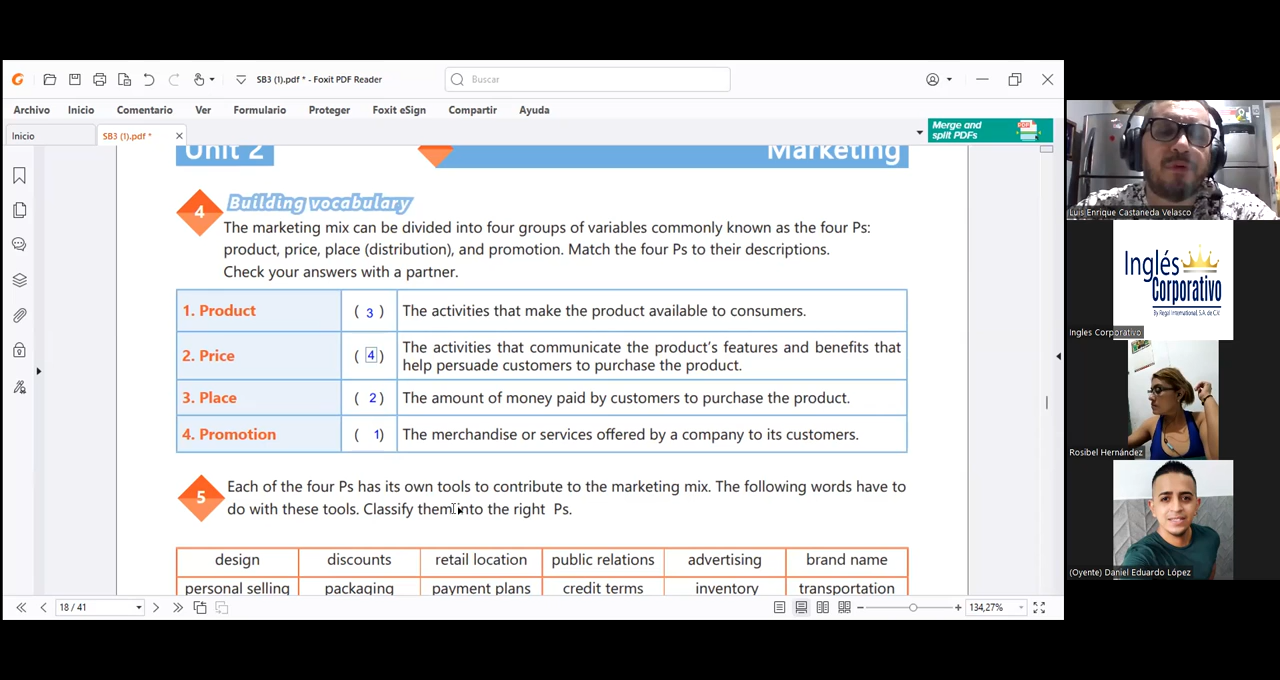 SB3 (1).pdf * - Foxit PDF Reader
Buscar
Archivo Inicio Comentario Ver Formulario Proteger Foxit eSign Compartir Ayuda
Inicio
SB3 (1).pdf *
Merge and
split PDFs
Unit 2
Marketing
4
Building vocabulary
The marketing mix can be divided into four groups of variables commonly known as the four Ps:
product, price, place (distribution), and promotion. Match the four Ps to their descriptions.
Check your answers with a partner.
1. Product ( 3 ) The activities that make the product available to consumers.
2. Price ( 4 ) The activities that communicate the product's features and benefits that
help persuade customers to purchase the product.
3. Place ( 2 ) The amount of money paid by customers to purchase the product.
4. Promotion ( 1) The merchandise or services offered by a company to its customers.
5
Each of the four Ps has its own tools to contribute to the marketing mix. The following words have to
do with these tools. Classify them into the right Ps.
design discounts retail location public relations advertising brand name
personal selling packaging payment plans credit terms inventory transportation
18 / 41
134,27%
Luis Enrique Castaneda Velasco
Inglés
Corporativo
By Regal International, S.A. de C.V.
Ingles Corporativo
Rosibel Hernández
(Oyente) Daniel Eduardo López